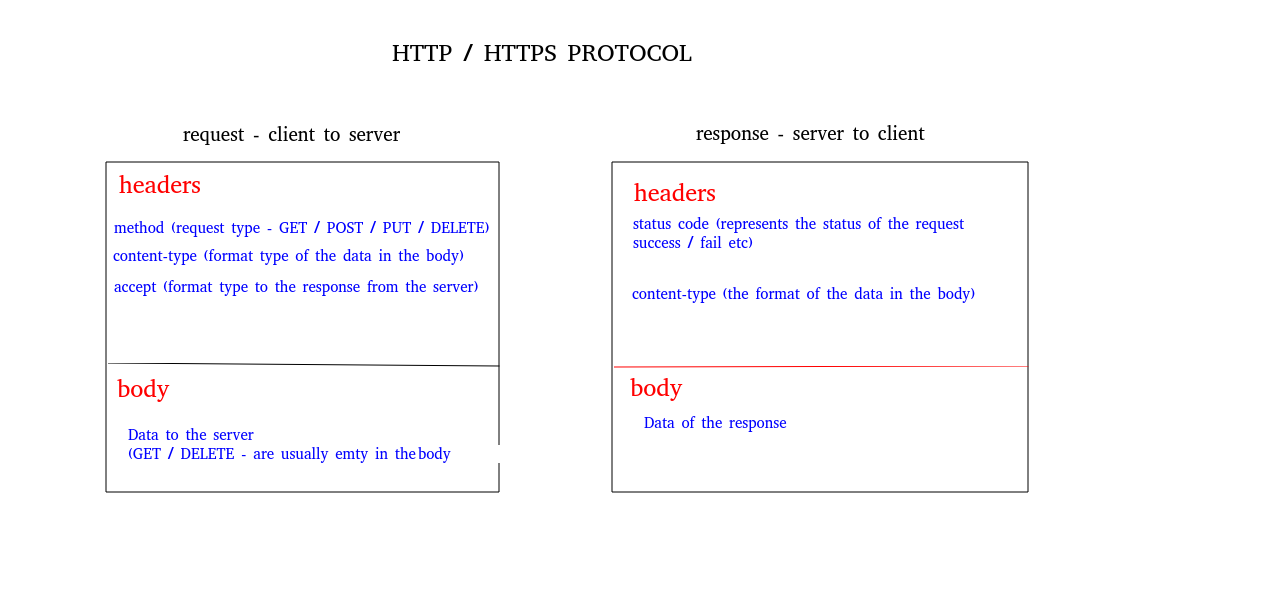 HTTP / HTTPS PROTOCOL
request - client to server
headers
method (request type - GET / POST / PUT / DELETE)
content-type (format type of the data in the body)
accept (format type to the response from the server)
body
Data to the server
(GET / DELETE - are usually emty in the body
response - server to client
headers
status code (represents the status of the request
success / fail etc)
content-type (the format of the data in the body)
body
Data of the response